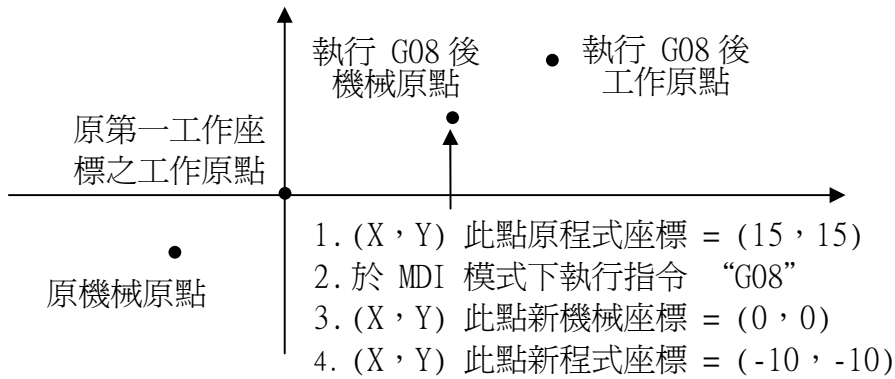 執行 G08 後
機械原點
執行 G08 後
工作原點
原第一工作座
標之工作原點
原機械原點
1.(X,Y) 此點原程式座標 = (15,15)
2.於 MDI 模式下執行指令 “G08”
3.(X,Y) 此點新機械座標 = (0,0)
4.(X,Y) 此點新程式座標 = (-10,-10)